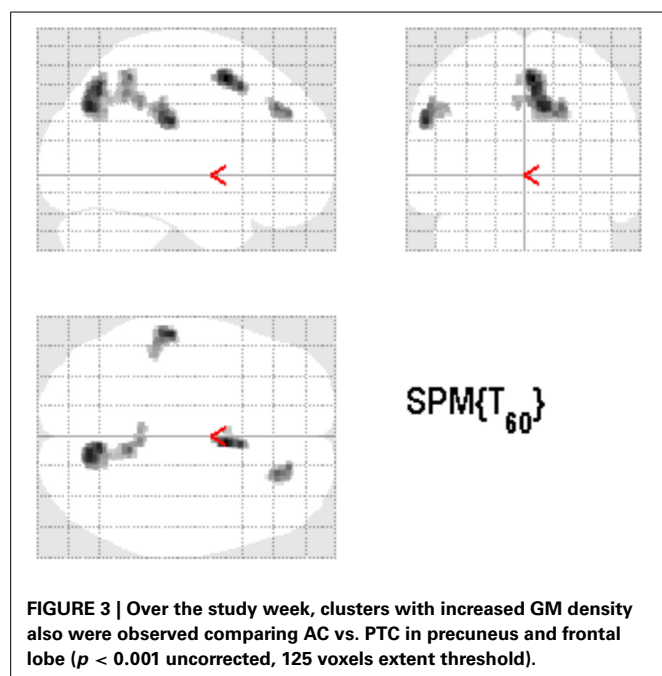 SPM{T60}
FIGURE 3 | Over the study week, clusters with increased GM density
also were observed comparing AC vs. PTC in precuneus and frontal
lobe (p < 0.001 uncorrected, 125 voxels extent threshold).